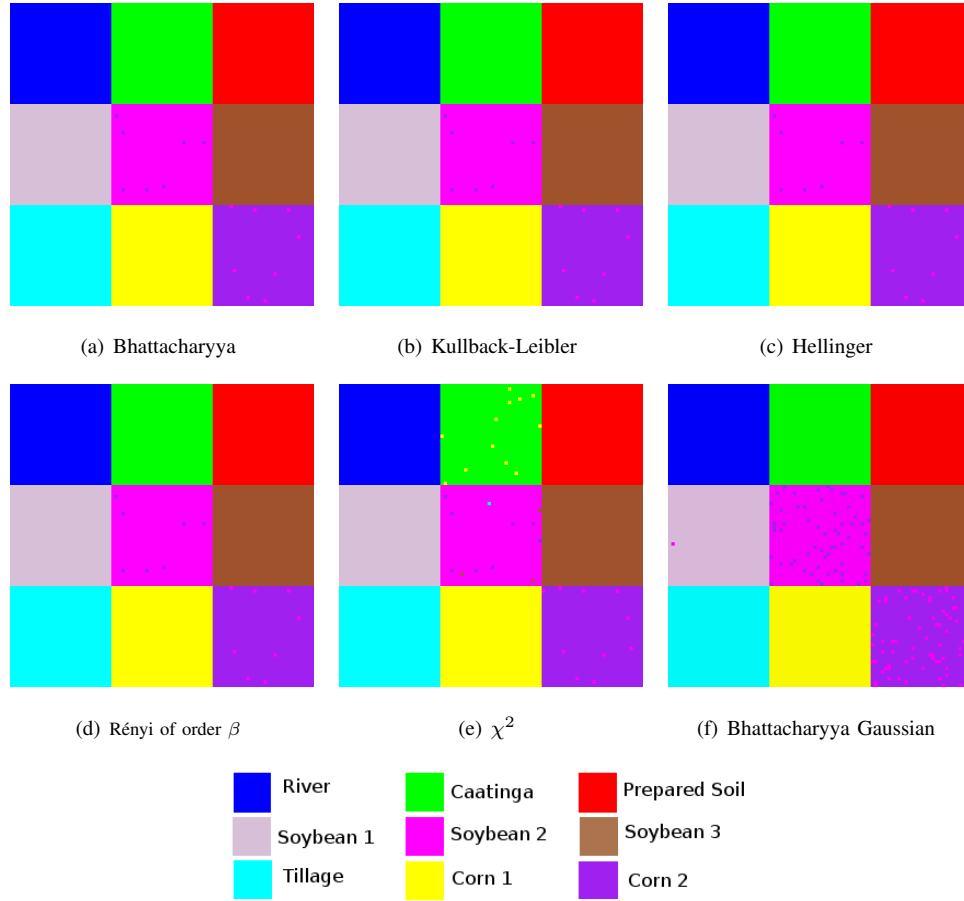 (a) Bhattacharyya
(b) Kullback-Leibler
(c) Hellinger
(d) Rényi of order β
(e) χ²
(f) Bhattacharyya Gaussian
River
Caatinga
Prepared Soil
Soybean 1
Soybean 2
Soybean 3
Tillage
Corn 1
Corn 2